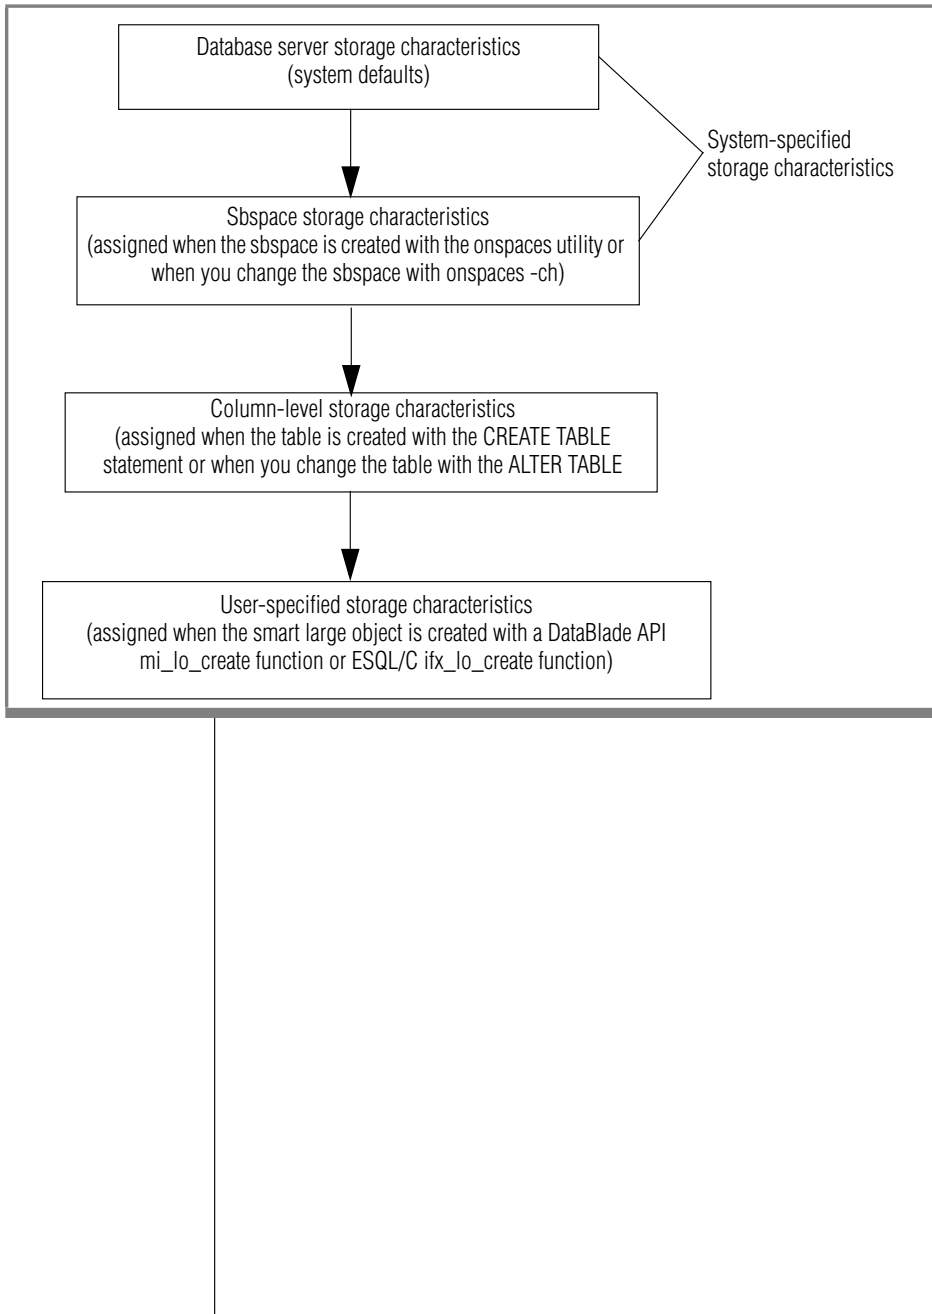 Database server storage characteristics
(system defaults)
System-specified
storage characteristics
Sbspace storage characteristics
(assigned when the sbspace is created with the onspaces utility or
when you change the sbspace with onspaces -ch)
Column-level storage characteristics
(assigned when the table is created with the CREATE TABLE
statement or when you change the table with the ALTER TABLE
User-specified storage characteristics
(assigned when the smart large object is created with a DataBlade API
mi_lo_create function or ESQL/C ifx_lo_create function)